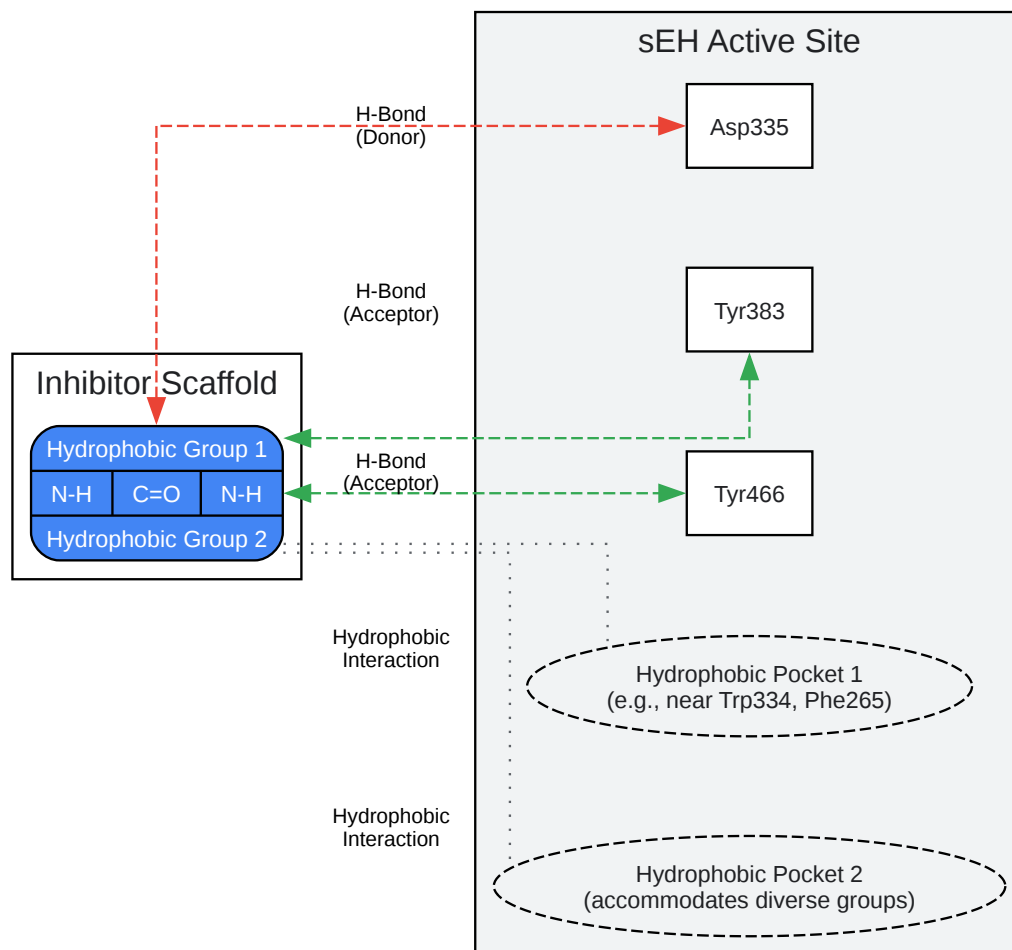 sEH Active Site
H-Bond
(Donor)
Asp335
H-Bond
(Acceptor)
Tyr383
Inhibitor Scaffold
Hydrophobic Group 1
N-H
C=O
N-H
Hydrophobic Group 2
H-Bond
(Acceptor)
Tyr466
Hydrophobic
Interaction
Hydrophobic Pocket 1
(e.g., near Trp334, Phe265)
Hydrophobic
Interaction
Hydrophobic Pocket 2
(accommodates diverse groups)